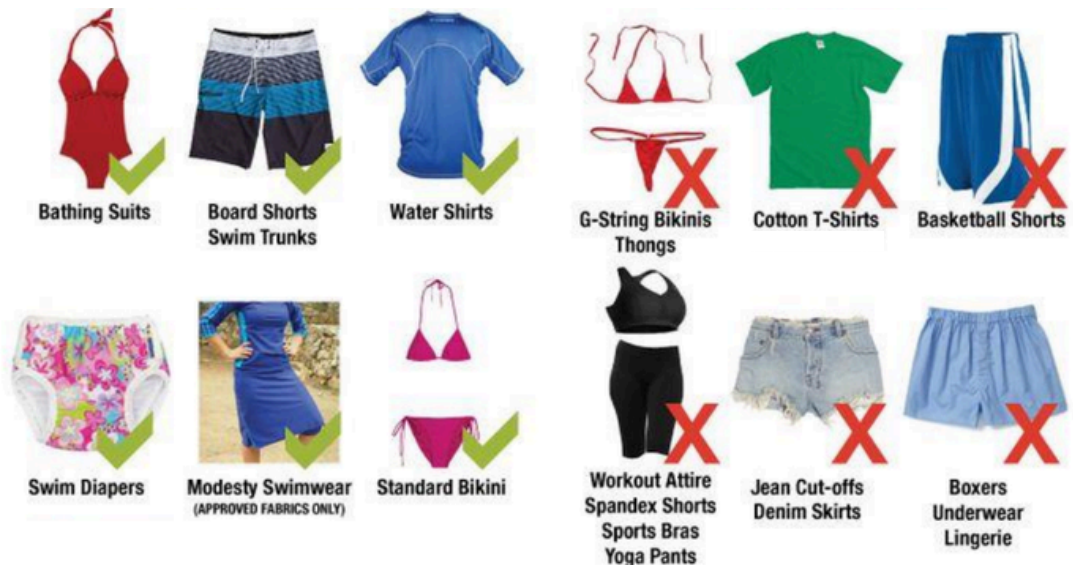 Bathing Suits
Board Shorts
Swim Trunks
Water Shirts
G-String Bikinis
Thongs
Cotton T-Shirts
Basketball Shorts
Swim Diapers
Modesty Swimwear
(APPROVED FABRICS ONLY)
Standard Bikini
Workout Attire
Spandex Shorts
Sports Bras
Yoga Pants
Jean Cut-offs
Denim Skirts
Boxers
Underwear
Lingerie